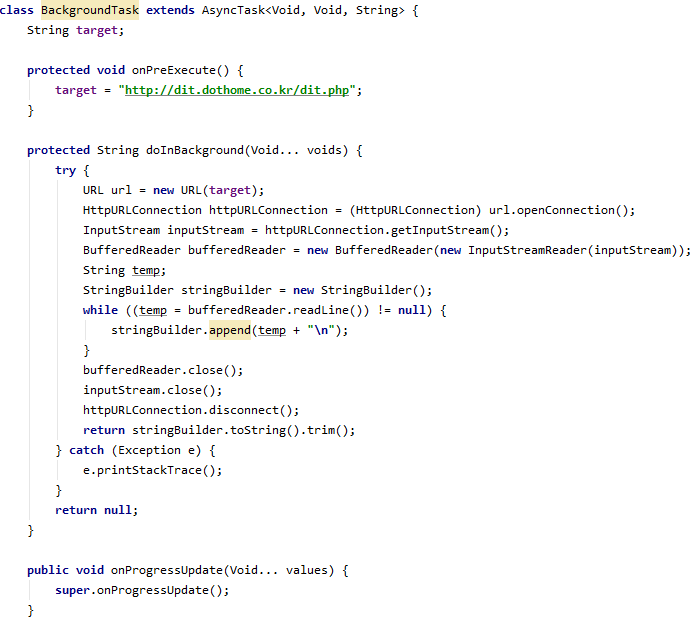 class BackgroundTask extends AsyncTask<Void, Void, String> {
    String target;

    protected void onPreExecute() {
        target = "http://dit.dothome.co.kr/dit.php";
    }

    protected String doInBackground(Void... voids) {
        try {
            URL url = new URL(target);
            HttpURLConnection httpURLConnection = (HttpURLConnection) url.openConnection();
            InputStream inputStream = httpURLConnection.getInputStream();
            BufferedReader bufferedReader = new BufferedReader(new InputStreamReader(inputStream));
            String temp;
            StringBuilder stringBuilder = new StringBuilder();
            while ((temp = bufferedReader.readLine()) != null) {
                stringBuilder.append(temp + "\n");
            }
            bufferedReader.close();
            inputStream.close();
            httpURLConnection.disconnect();
            return stringBuilder.toString().trim();
        } catch (Exception e) {
            e.printStackTrace();
        }
        return null;
    }

    public void onProgressUpdate(Void... values) {
        super.onProgressUpdate();
    }